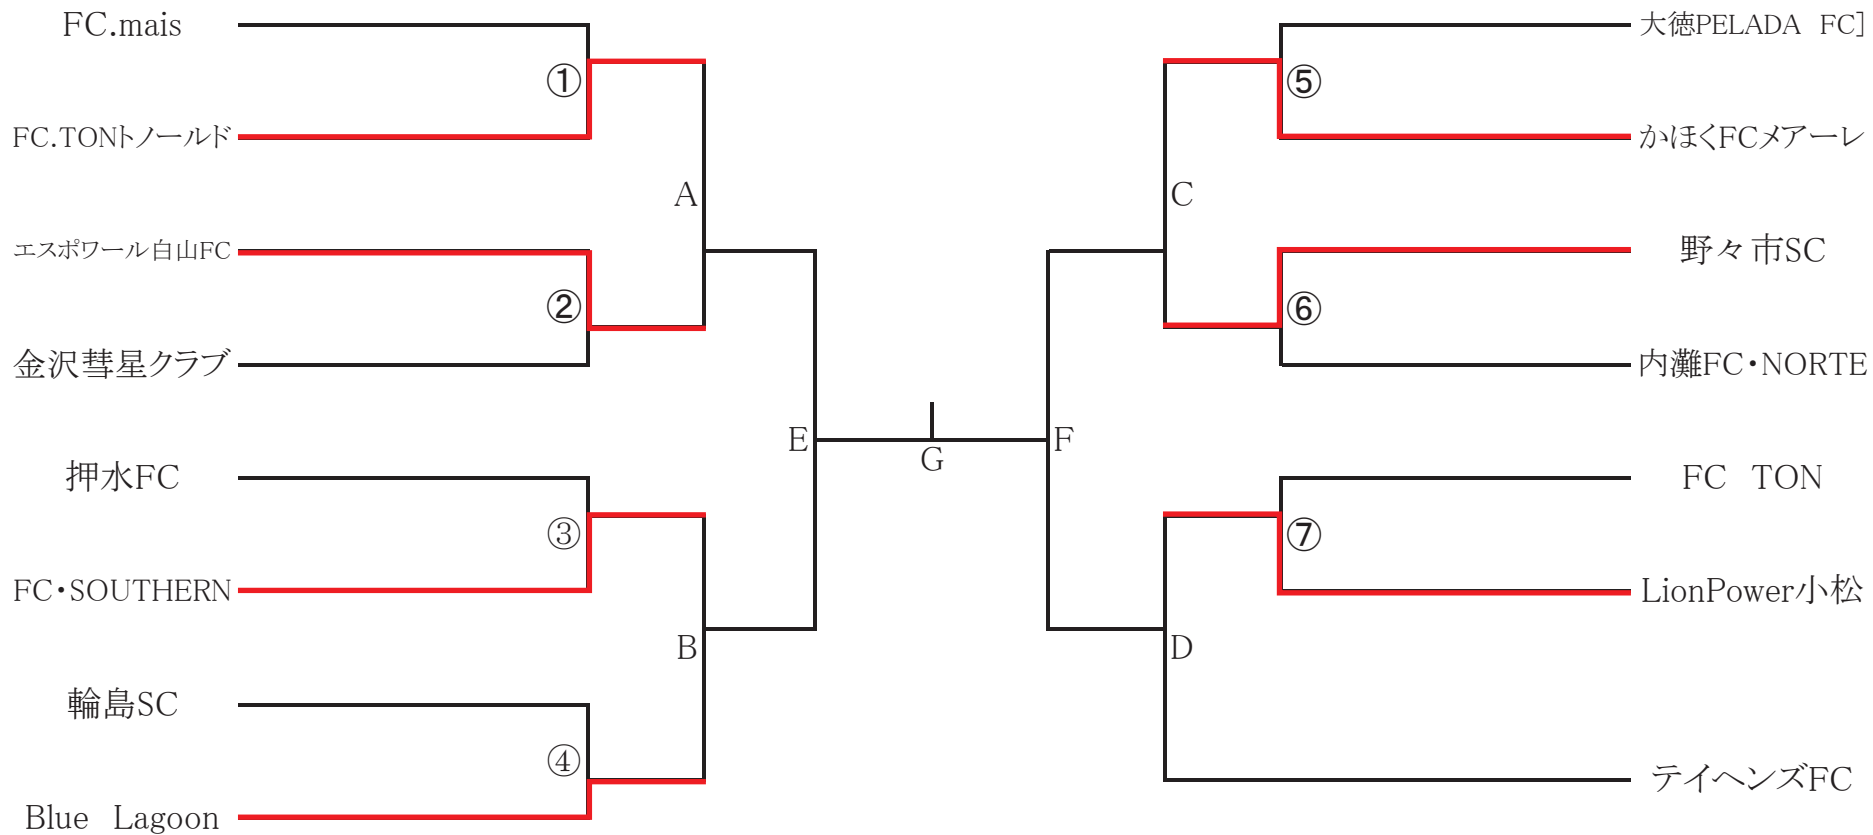 FC.mais
①
FC.TONトノールド
A
エスポワール白山FC
②
金沢彗星クラブ
E
押水FC
③
FC・SOUTHERN
B
輪島SC
④
Blue　Lagoon
G
大徳PELADA　FC]
⑤
かほくFCメアーレ
C
野々市SC
⑥
内灘FC・NORTE
F
FC　TON
⑦
LionPower小松
D
テイヘンズFC